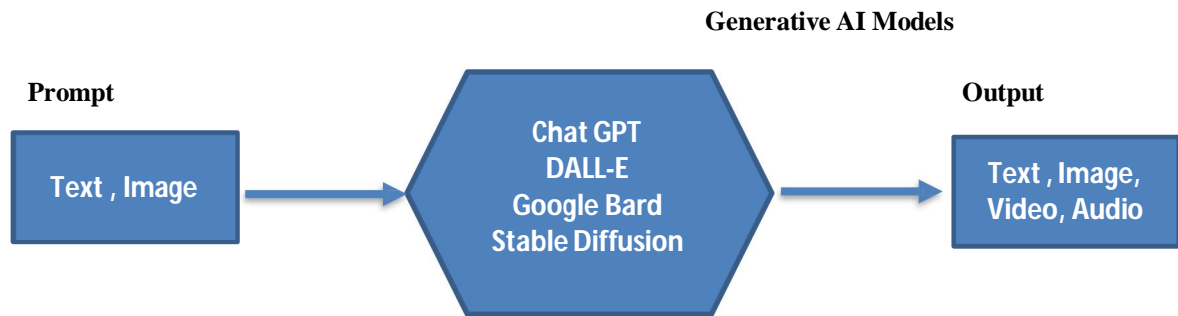 Generative AI Models
Prompt
Output
Text , Image
Chat GPT
DALL-E
Google Bard
Stable Diffusion
Text , Image,
Video, Audio